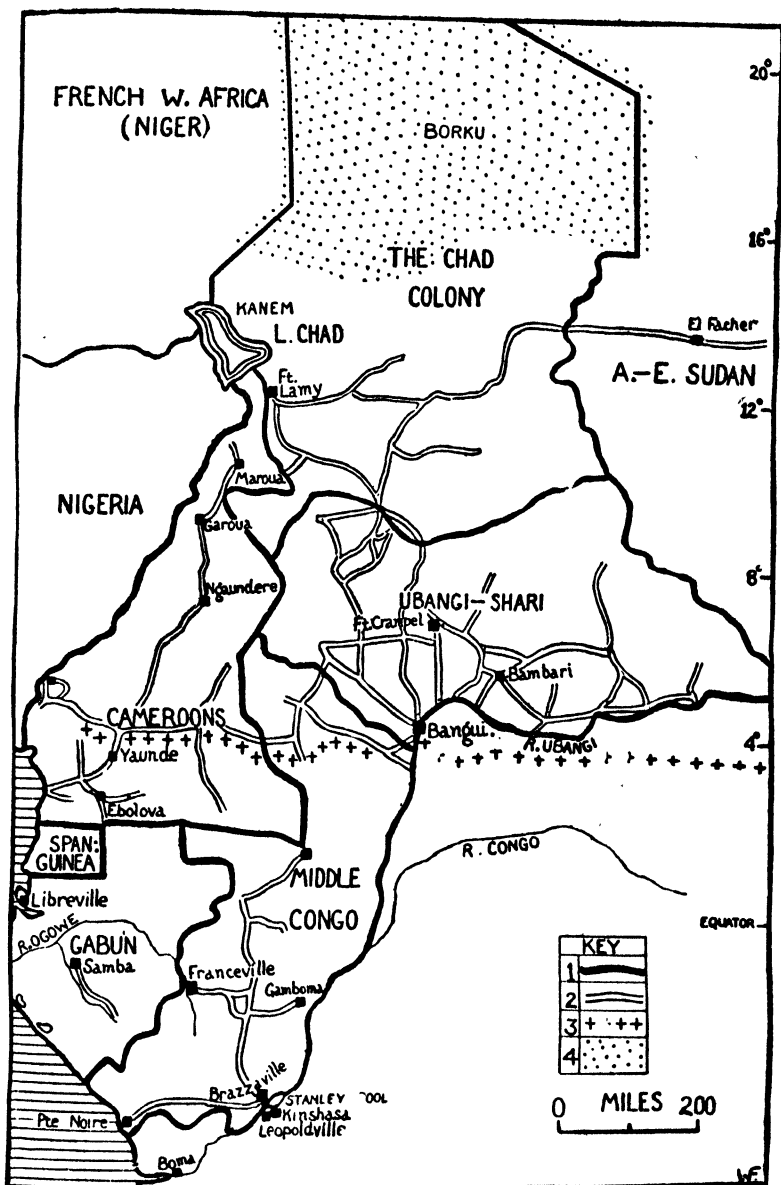 FRENCH W. AFRICA
(NIGER)
BORKU
20°
16°
THE CHAD
COLONY
KANEM
L. CHAD
El Facher
Ft.
Lamy
A.-E. SUDAN
12°
Maroua
NIGERIA
Garoua
Ngaundere
8°
UBANGI-SHARI
Ft. Crampel
Bambari
CAMEROONS
Bangui.
R. UBANGI
4°
Yaunde
Ebolova
SPAN:
GUINEA
R. CONGO
MIDDLE
CONGO
Libreville
EQUATOR
R. OGOWE
GABUN
Samba
Franceville
Gamboma
KEY
1
2
3
4
Brazzaville
STANLEY OOL
Kinshasa
Leopoldville
Pte Noire
Boma
0 MILES 200
W.F.